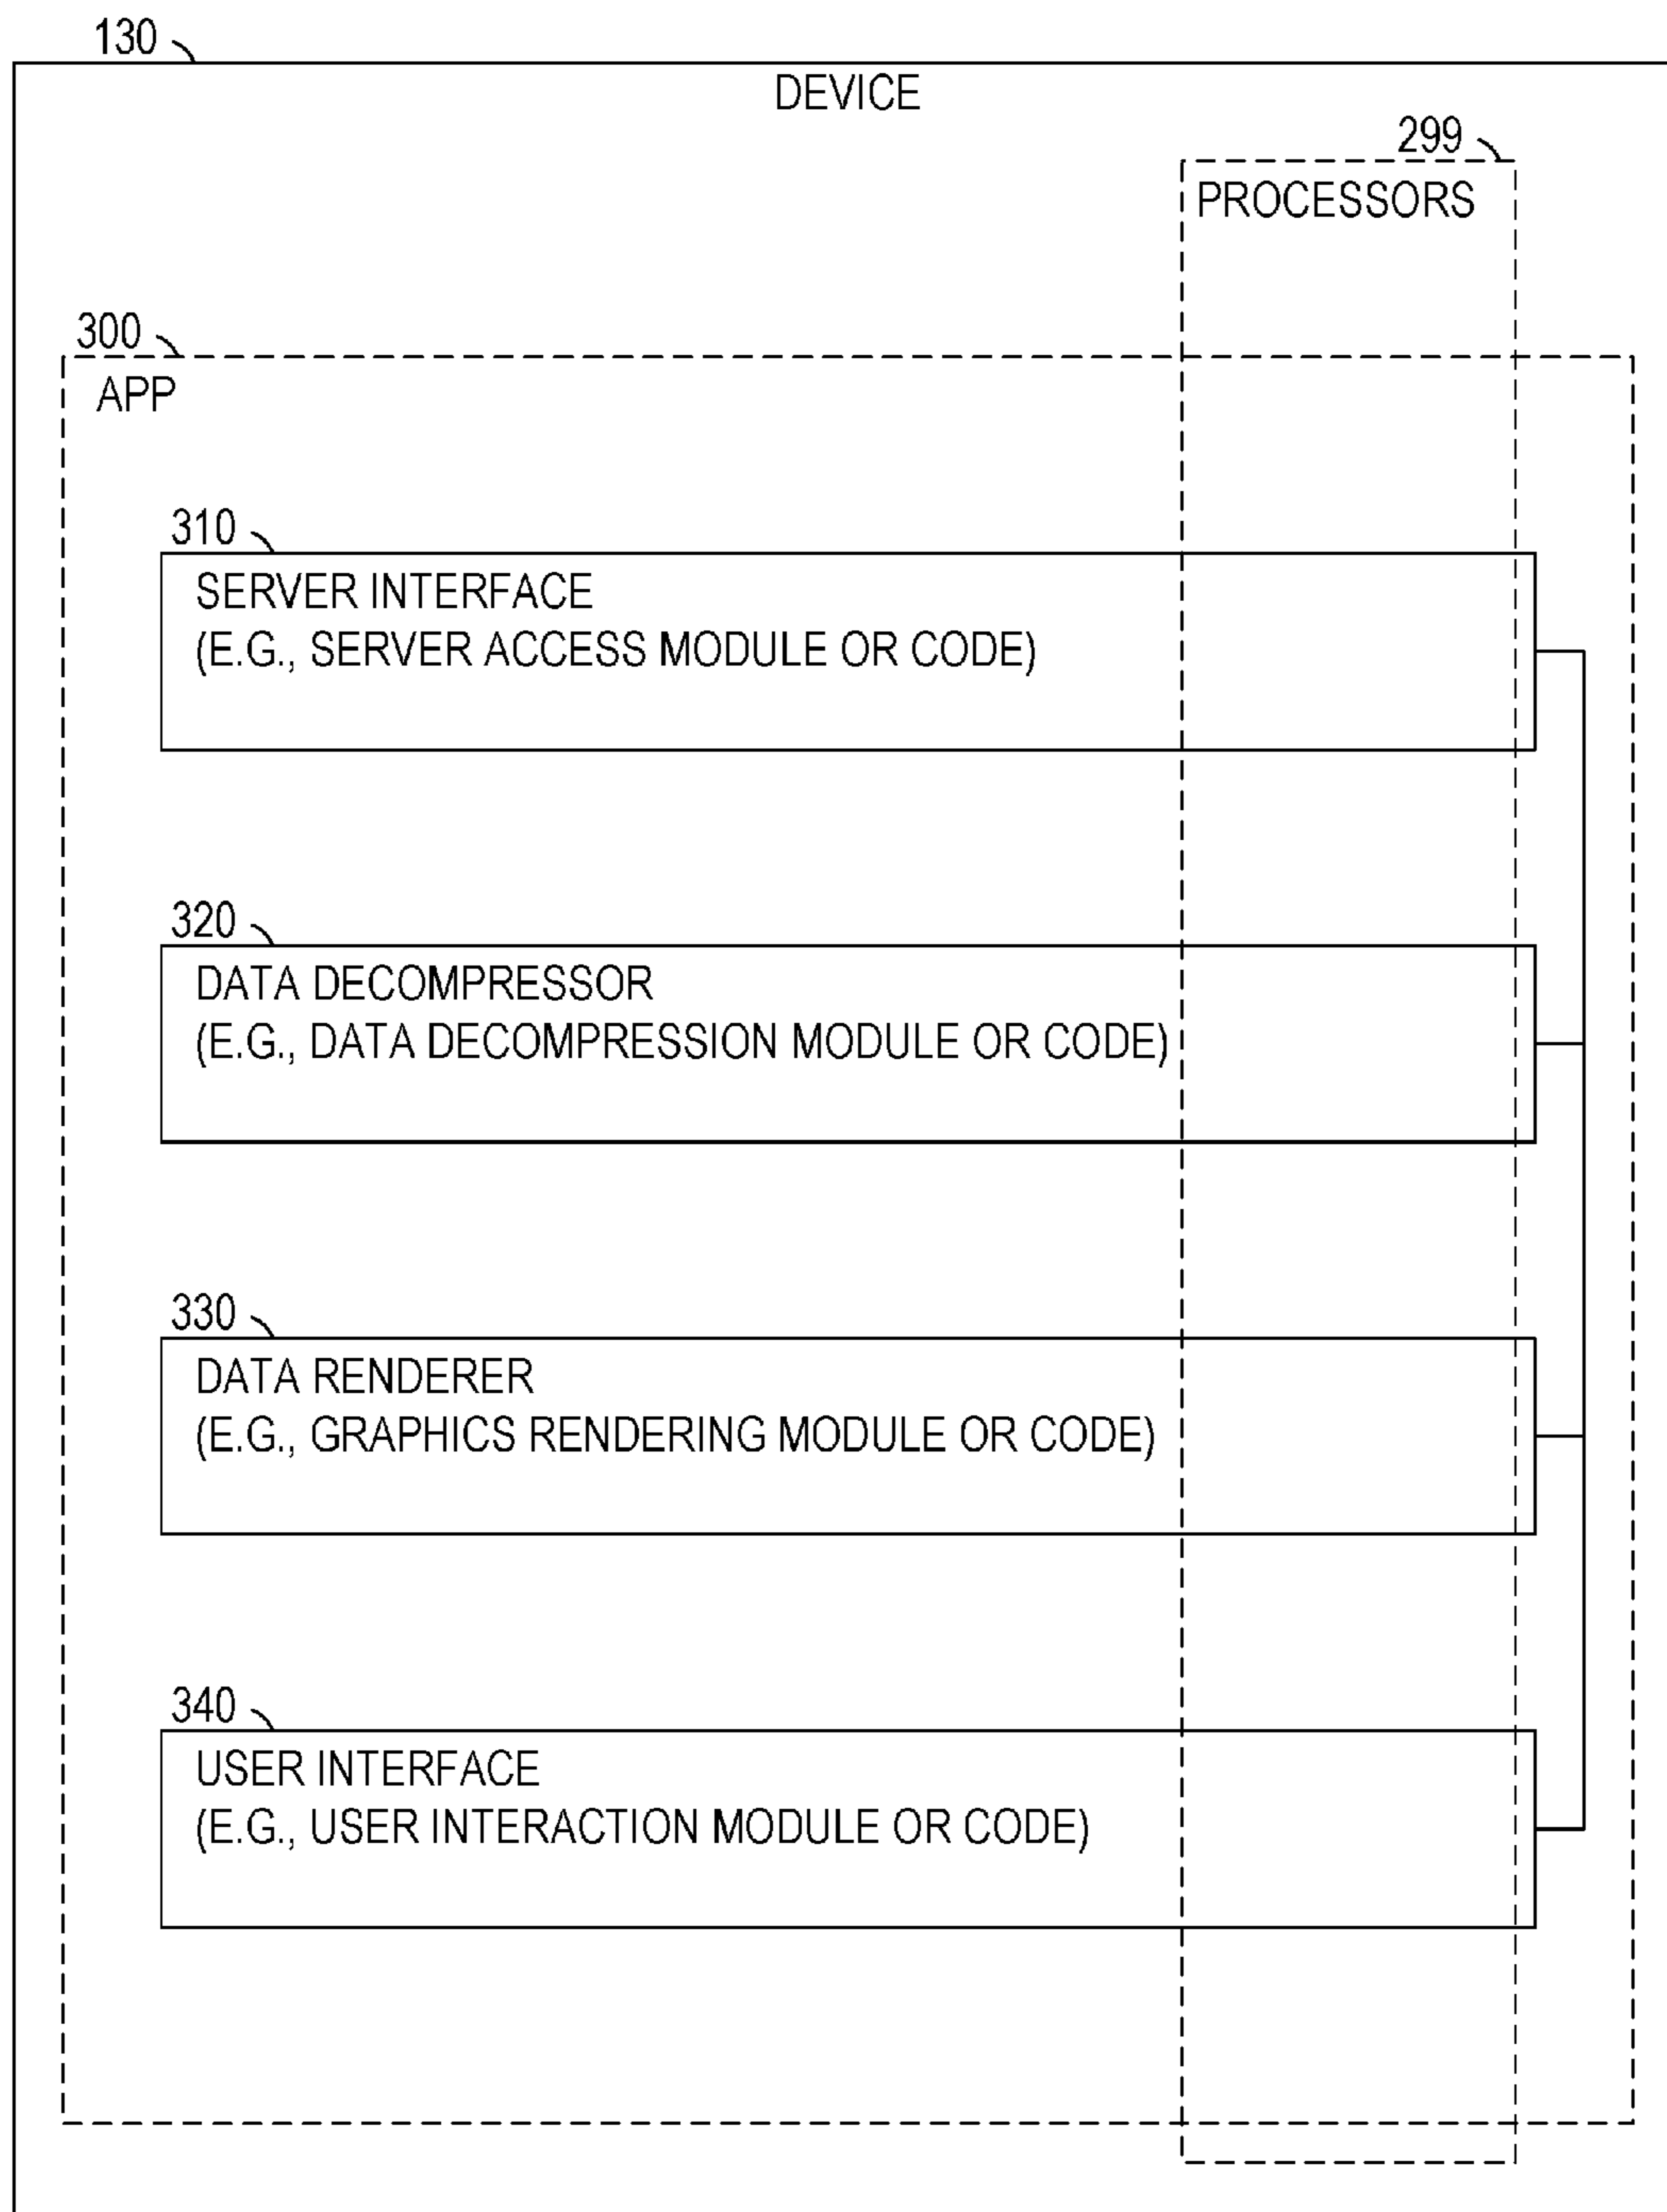 130
DEVICE
299
PROCESSORS
300
APP
310
SERVER INTERFACE
(E.G., SERVER ACCESS MODULE OR CODE)
320
DATA DECOMPRESSOR
(E.G., DATA DECOMPRESSION MODULE OR CODE)
330
DATA RENDERER
(E.G., GRAPHICS RENDERING MODULE OR CODE)
340
USER INTERFACE
(E.G., USER INTERACTION MODULE OR CODE)